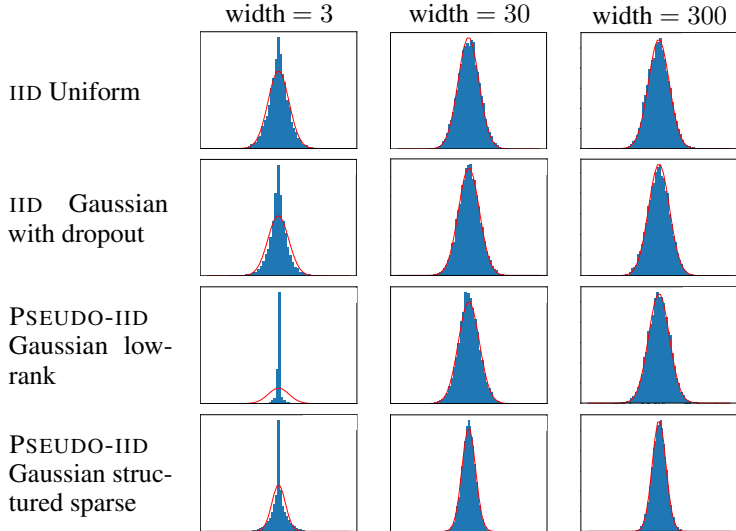 width = 3 width = 30 width = 300
IID Uniform
IID Gaussian
with dropout
PSEUDO-IID
Gaussian low-
rank
PSEUDO-IID
Gaussian struc-
tured sparse